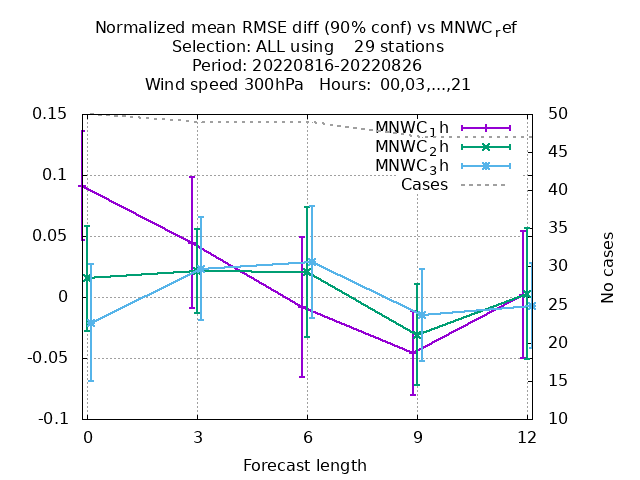 Normalized mean RMSE diff (90% conf) vs MNWC_ref
Selection: ALL using 29 stations
Period: 20220816-20220826
Wind speed 300hPa Hours: 00,03,...,21
MNWC_1h
MNWC_2h
MNWC_3h
Cases
0.15
0.1
0.05
0
-0.05
-0.1
50
45
40
35
30
25
20
15
10
No cases
0 3 6 9 12
Forecast length